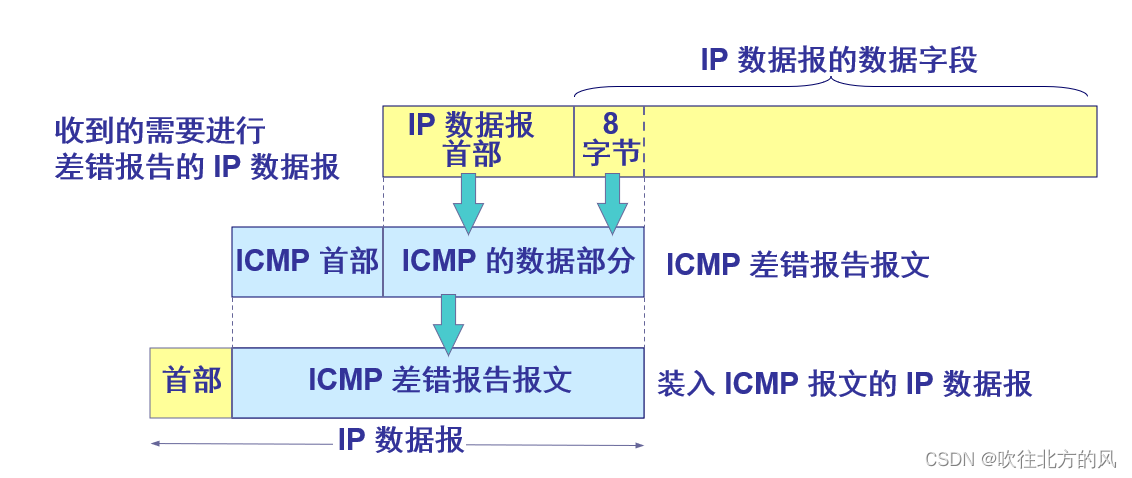 IP 数据报的数据字段
收到的需要进行
差错报告的 IP 数据报
IP 数据报
首部
8
字节
ICMP 首部
ICMP 的数据部分
ICMP 差错报告报文
首部
ICMP 差错报告报文
装入 ICMP 报文的 IP 数据报
IP 数据报
CSDN @吹往北方的风